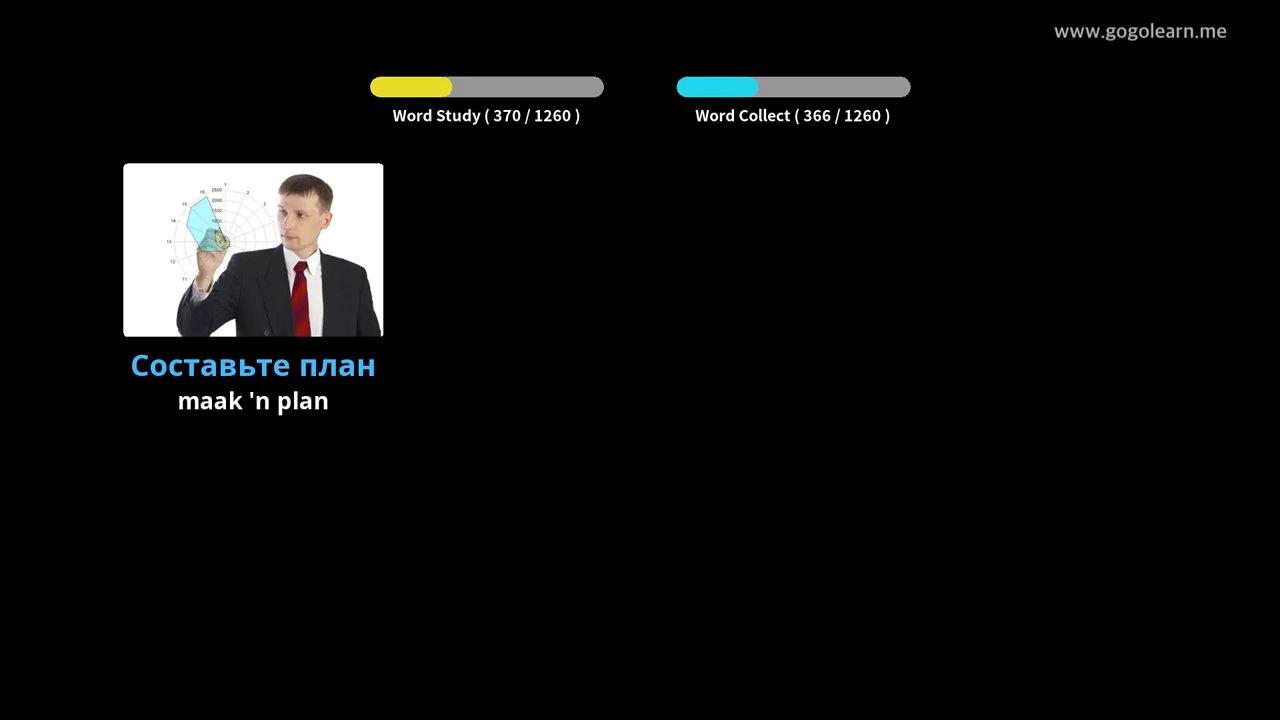 www.gogolearn.me
Word Study ( 370 / 1260 )
Word Collect ( 366 / 1260 )
Составьте план
maak 'n plan